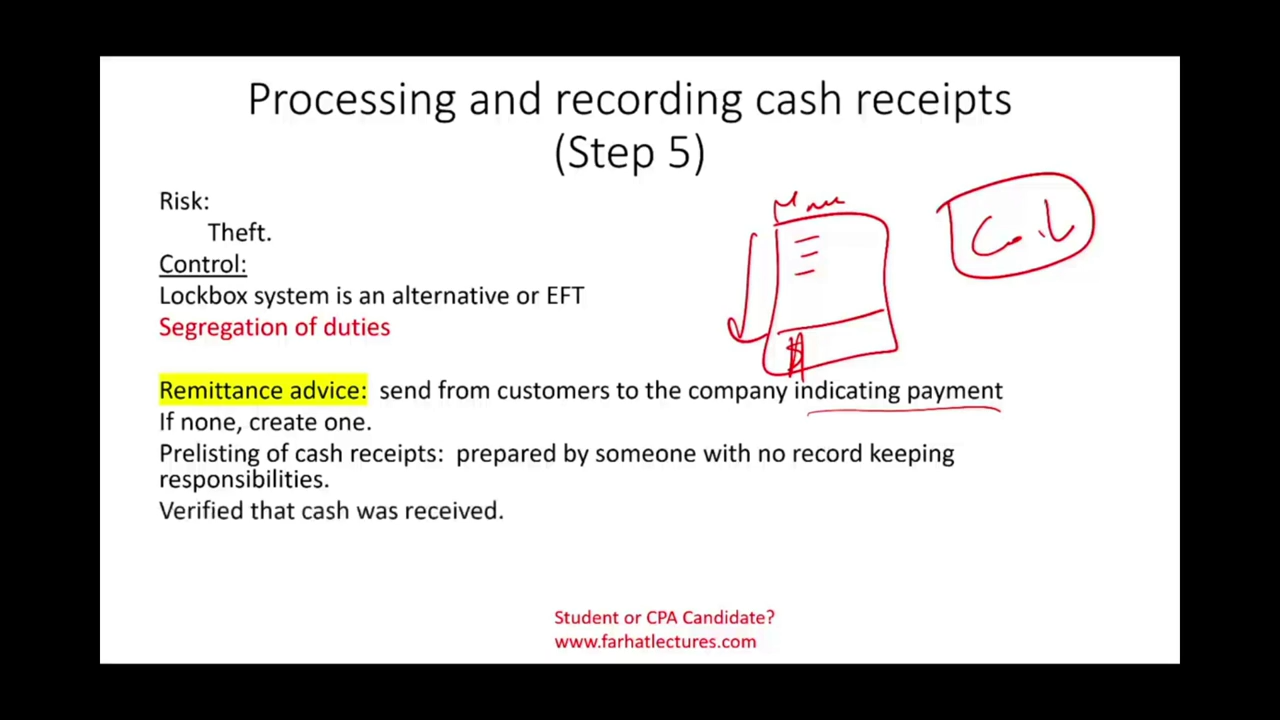 Processing and recording cash receipts
(Step 5)
Risk:
Theft.
Control:
Lockbox system is an alternative or EFT
Segregation of duties
$
Remittance advice: send from customers to the company indicating payment
If none, create one.
Prelisting of cash receipts: prepared by someone with no record keeping
responsibilities.
Verified that cash was received.
Student or CPA Candidate?
www.farhatlectures.com